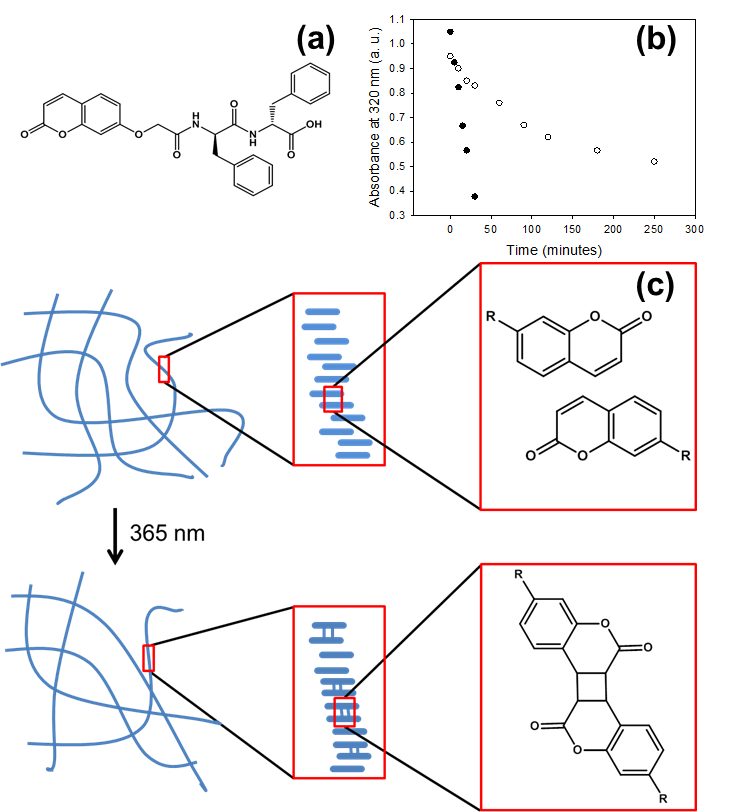 (a)
O
O
O
O
N
H
O
N
H
O
OH
O
(b)
Absorbance at 320 nm (a. u.)
1.1
1.0
0.9
0.8
0.7
0.6
0.5
0.4
0.3
0 50 100 150 200 250 300
Time (minutes)
(c)
R
O
O
O
O
R
365 nm
R
O
O
O
O
R